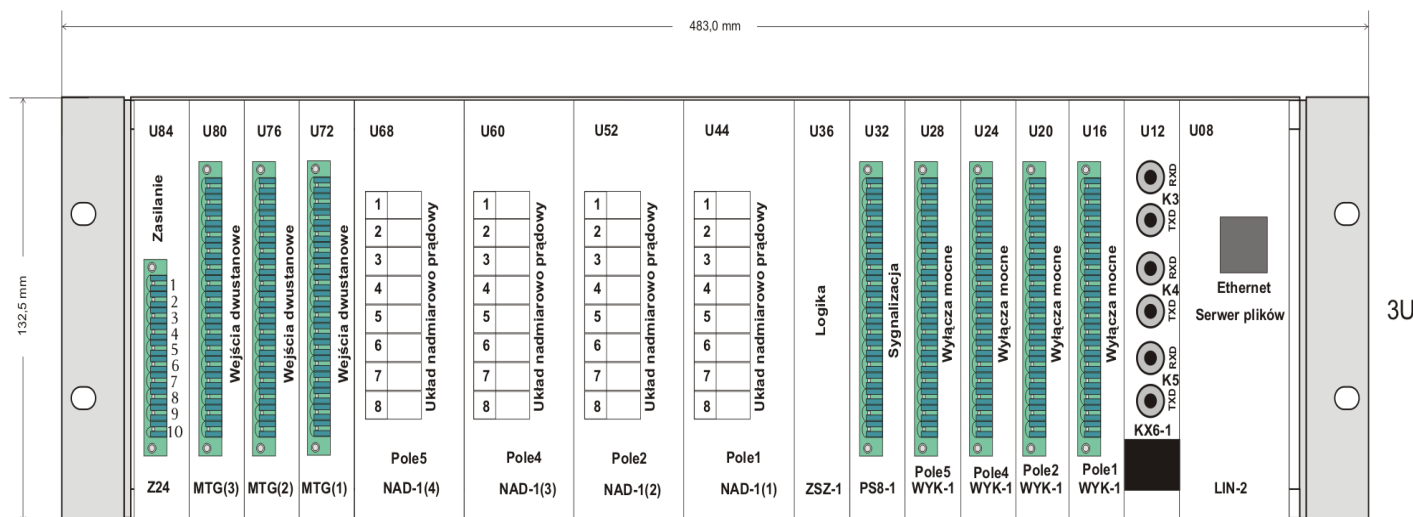 483,0 mm
132,5 mm
3U
U84
U80
U76
U72
U68
U60
U52
U44
U36
U32
U28
U24
U20
U16
U12
U08
Zasilanie
1
2
3
4
5
6
7
8
9
10
Wejścia dwustanowe
Wejścia dwustanowe
Wejścia dwustanowe
1
2
3
4
5
6
7
8
Układ nadmiarowo prądowy
1
2
3
4
5
6
7
8
Układ nadmiarowo prądowy
1
2
3
4
5
6
7
8
Układ nadmiarowo prądowy
1
2
3
4
5
6
7
8
Układ nadmiarowo prądowy
Logika
Sygnalizacja
Wyłącza mocne
Wyłącza mocne
Wyłącza mocne
Wyłącza mocne
RXD
K3
TXD
RXD
K4
TXD
RXD
K5
TXD
KX6-1
Ethernet
Serwer plików
Pole5
Pole4
Pole2
Pole1
Pole5
Pole4
Pole2
Pole1
Z24
MTG(3)
MTG(2)
MTG(1)
NAD-1(4)
NAD-1(3)
NAD-1(2)
NAD-1(1)
ZSZ-1
PS8-1
WYK-1
WYK-1
WYK-1
WYK-1
LIN-2